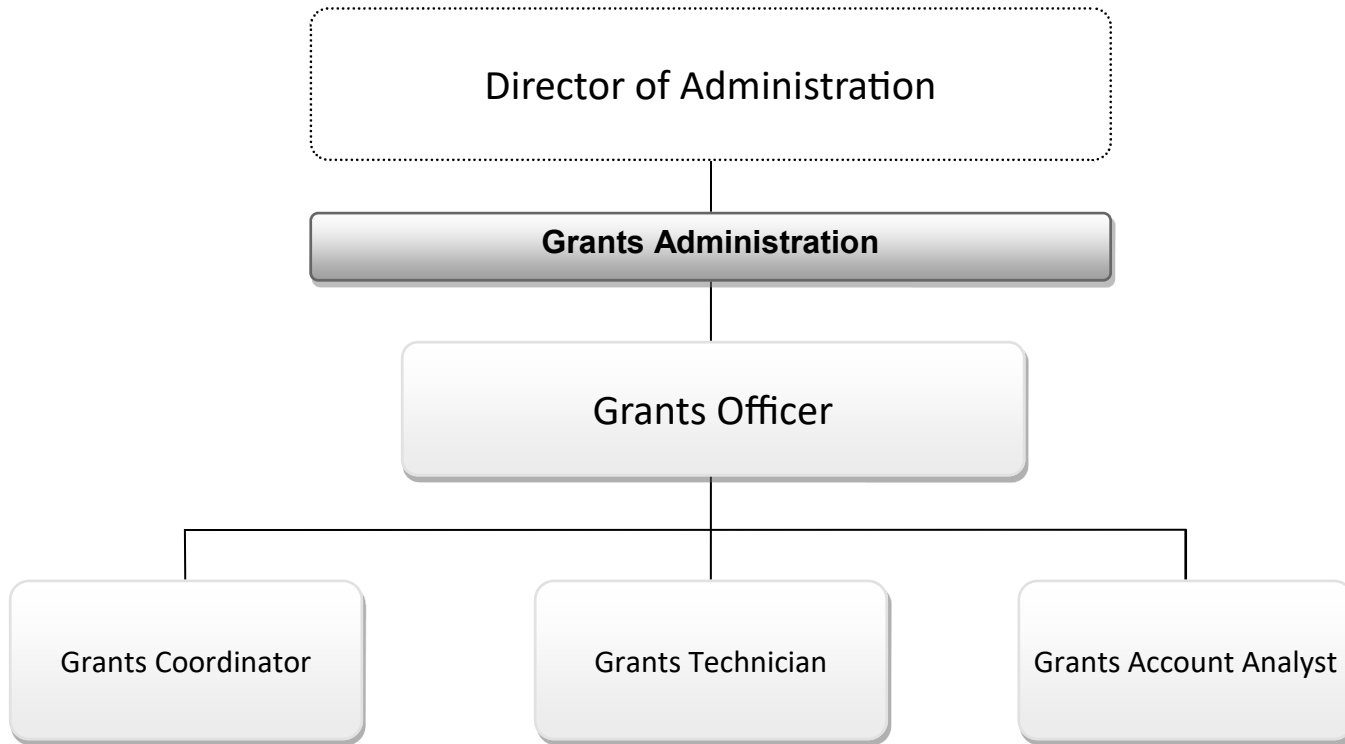 Director of Administration
Grants Administration
Grants Officer
Grants Coordinator
Grants Technician
Grants Account Analyst